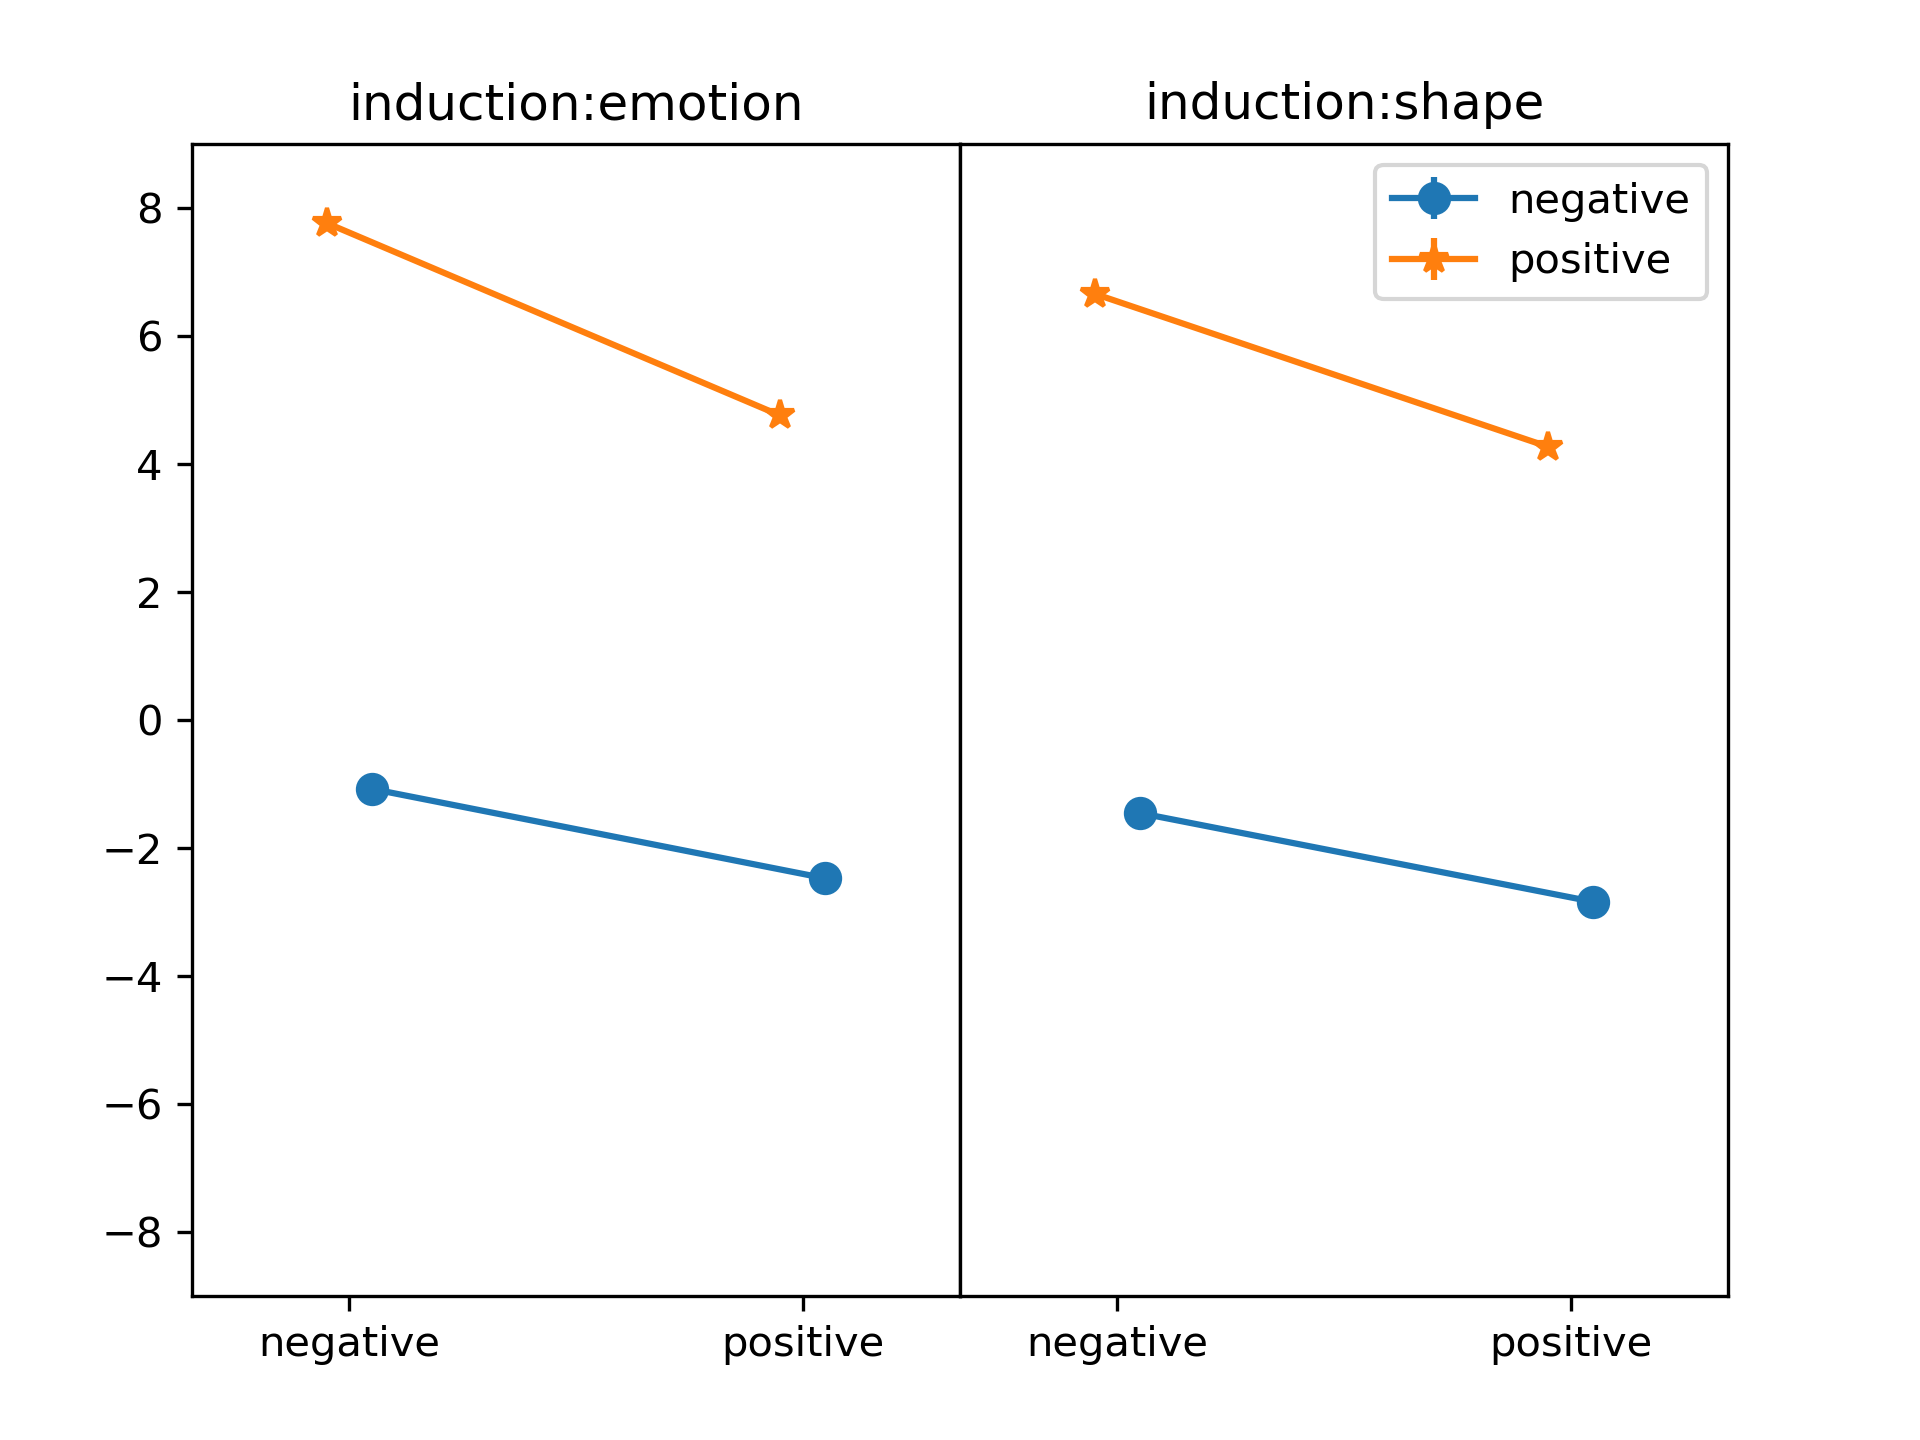 induction:emotion
induction:shape
negative
positive
8
6
4
2
0
−2
−4
−6
−8
negative positive negative positive